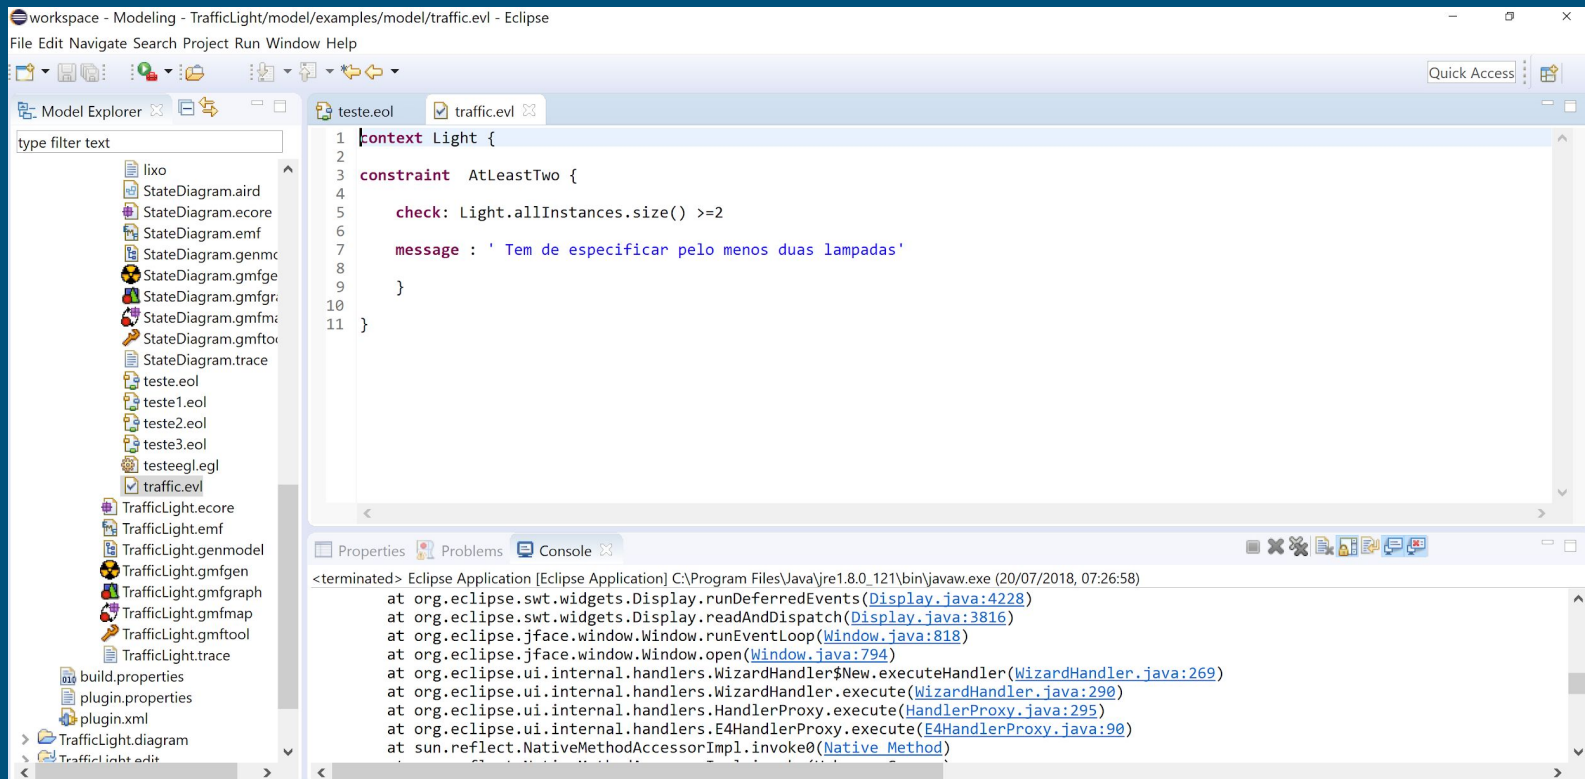 workspace - Modeling - TrafficLight/model/examples/model/traffic.evl - Eclipse
File Edit Navigate Search Project Run Window Help
Quick Access
Model Explorer
type filter text
lixo
StateDiagram.aird
StateDiagram.ecore
StateDiagram.emf
StateDiagram.genmo
StateDiagram.gmfge
StateDiagram.gmfgr
StateDiagram.gmfma
StateDiagram.gmftoo
StateDiagram.trace
teste.eol
teste1.eol
teste2.eol
teste3.eol
testeegl.egl
traffic.evl
TrafficLight.ecore
TrafficLight.emf
TrafficLight.genmodel
TrafficLight.gmfgen
TrafficLight.gmfgraph
TrafficLight.gmfmap
TrafficLight.gmftool
TrafficLight.trace
build.properties
plugin.properties
plugin.xml
TrafficLight.diagram
TrafficLight.edit
teste.eol traffic.evl
1 context Light {
2
3 constraint  AtLeastTwo {
4
5     check: Light.allInstances.size() >=2
6
7     message : ' Tem de especificar pelo menos duas lampadas'
8
9     }
10
11 }
Properties Problems Console
<terminated> Eclipse Application [Eclipse Application] C:\Program Files\Java\jre1.8.0_121\bin\javaw.exe (20/07/2018, 07:26:58)
at org.eclipse.swt.widgets.Display.runDeferredEvents(Display.java:4228)
at org.eclipse.swt.widgets.Display.readAndDispatch(Display.java:3816)
at org.eclipse.jface.window.Window.runEventLoop(Window.java:818)
at org.eclipse.jface.window.Window.open(Window.java:794)
at org.eclipse.ui.internal.handlers.WizardHandler$New.executeHandler(WizardHandler.java:269)
at org.eclipse.ui.internal.handlers.WizardHandler.execute(WizardHandler.java:290)
at org.eclipse.ui.internal.handlers.HandlerProxy.execute(HandlerProxy.java:295)
at org.eclipse.ui.internal.handlers.E4HandlerProxy.execute(E4HandlerProxy.java:90)
at sun.reflect.NativeMethodAccessorImpl.invoke0(Native Method)